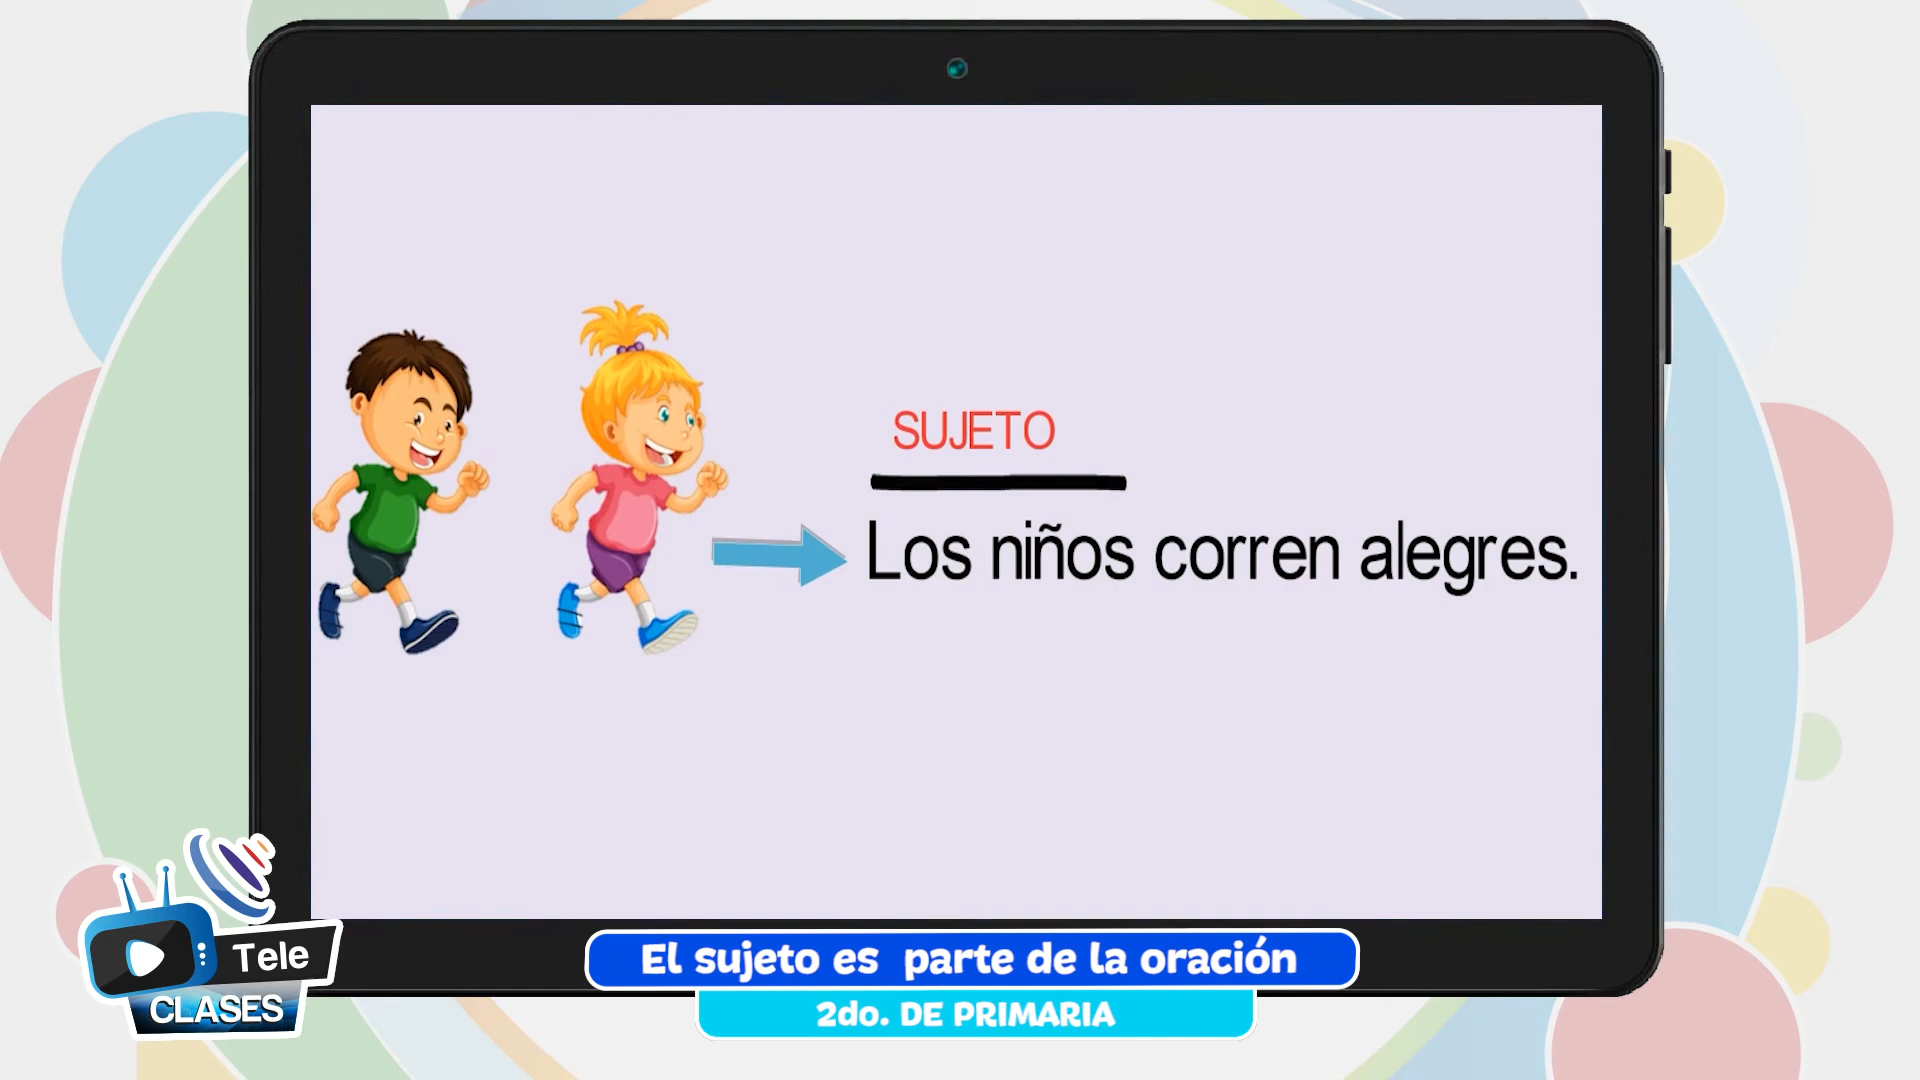 SUJETO
Los niños corren alegres.
Tele
CLASES
El sujeto es parte de la oración
2do. DE PRIMARIA